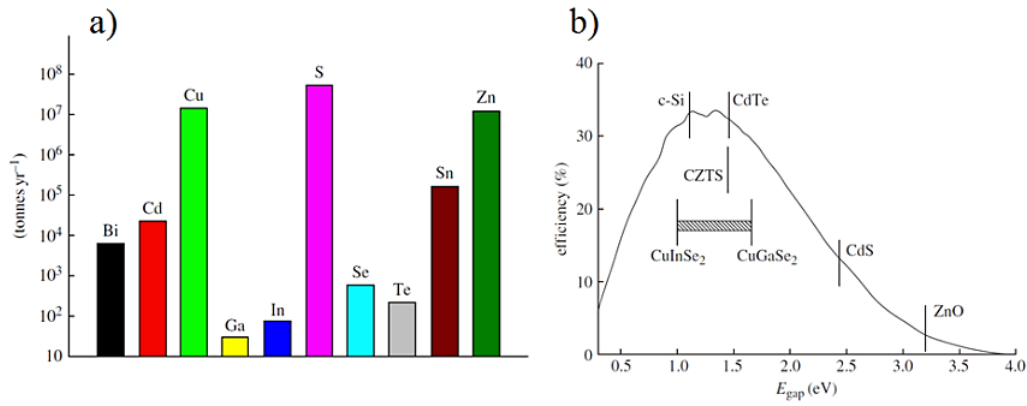 a)
(tonnes yr⁻¹)
10⁸
10⁷
10⁶
10⁵
10⁴
10³
10²
10
Bi
Cd
Cu
Ga
In
S
Se
Te
Sn
Zn
b)
efficiency (%)
40
30
20
10
0
c-Si
CdTe
CZTS
CuInSe₂
CuGaSe₂
CdS
ZnO
0.5 1.0 1.5 2.0 2.5 3.0 3.5 4.0
E_gap (eV)